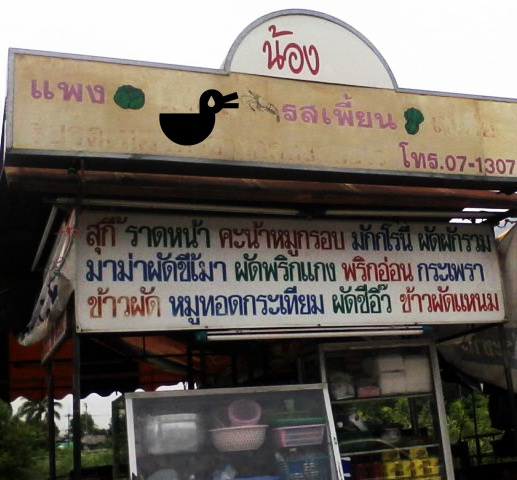 น้อง
แพง รสเพี้ยน
โทร.07-1307
สุกี้ ราดหน้า คะน้าหมูกรอบ มักกโรนี ผัดผักรวม
มาม่าผัดขี้เมา ผัดพริกแกง พริกอ่อน กระเพรา
ข้าวผัด หมูทอดกระเทียม ผัดซีอิ๊ว ข้าวผัดแหนม